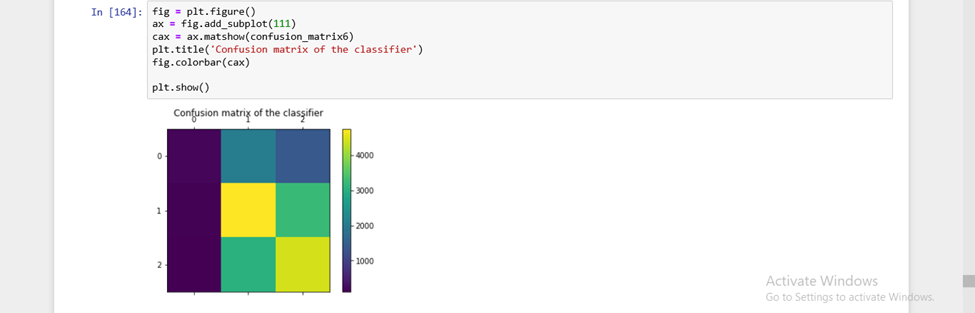 In [164]: fig = plt.figure()
ax = fig.add_subplot(111)
cax = ax.matshow(confusion_matrix6)
plt.title('Confusion matrix of the classifier')
fig.colorbar(cax)
plt.show()
Confusion matrix of the classifier
0 1 2
0
1
2
4000
3000
2000
1000
Activate Windows
Go to Settings to activate Windows.